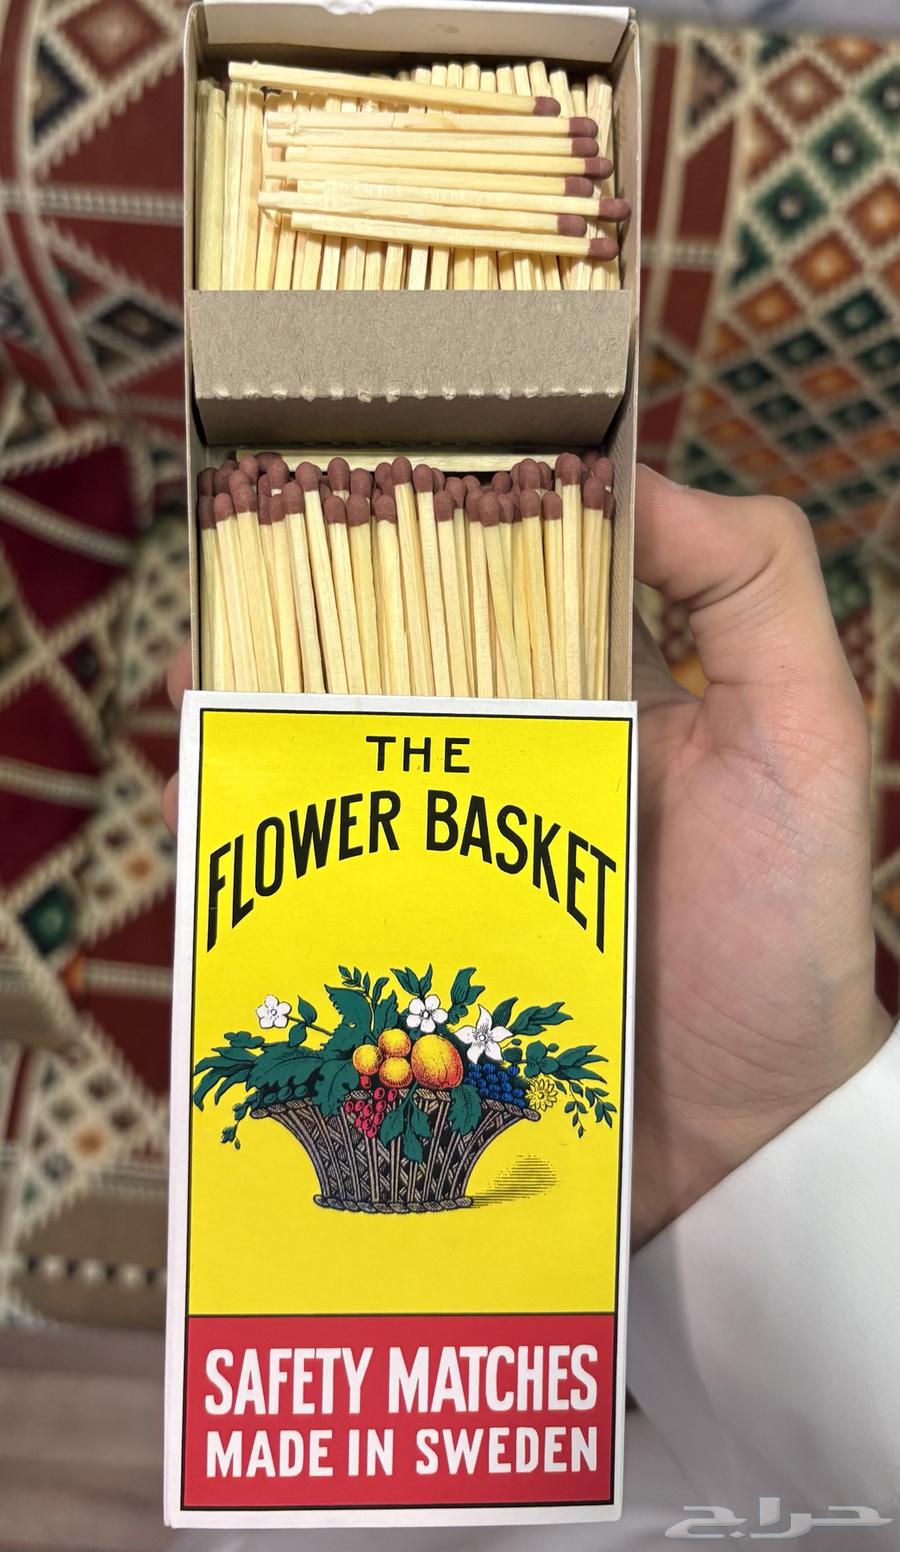 THE
FLOWER BASKET
SAFETY MATCHES
MADE IN SWEDEN
حراج